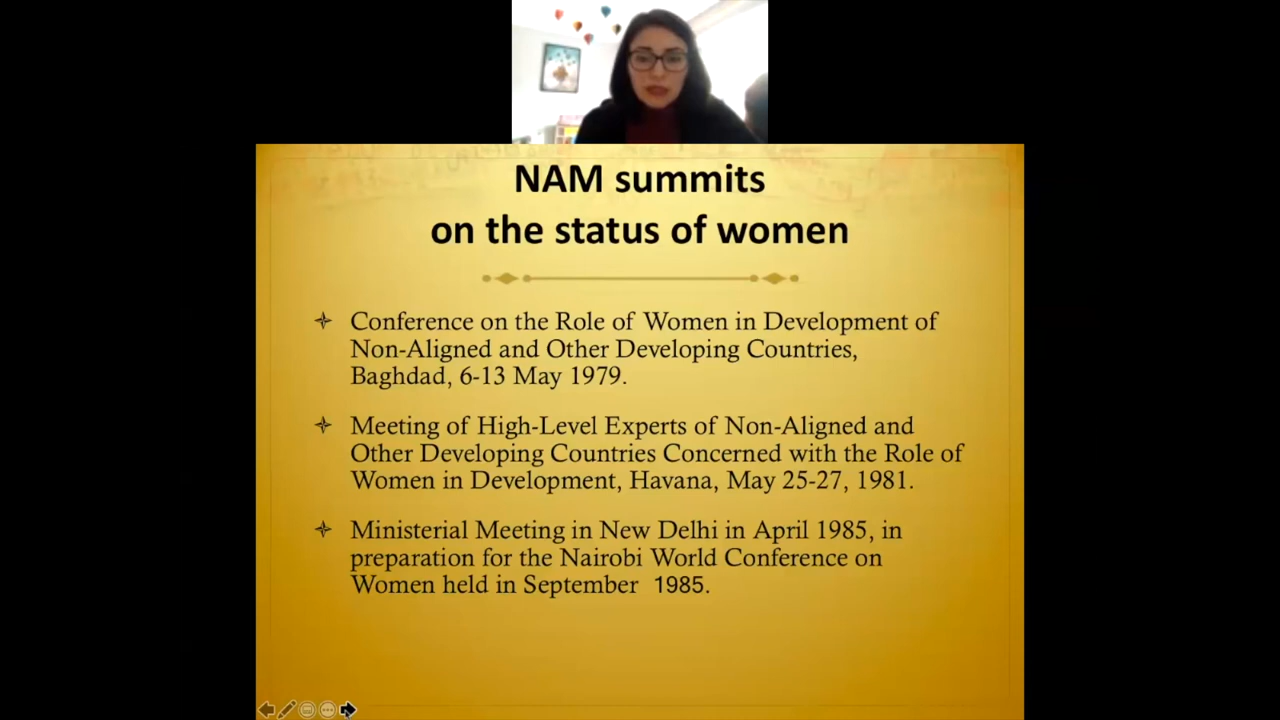 NAM summits
on the status of women
Conference on the Role of Women in Development of
Non-Aligned and Other Developing Countries,
Baghdad, 6-13 May 1979.
Meeting of High-Level Experts of Non-Aligned and
Other Developing Countries Concerned with the Role of
Women in Development, Havana, May 25-27, 1981.
Ministerial Meeting in New Delhi in April 1985, in
preparation for the Nairobi World Conference on
Women held in September 1985.